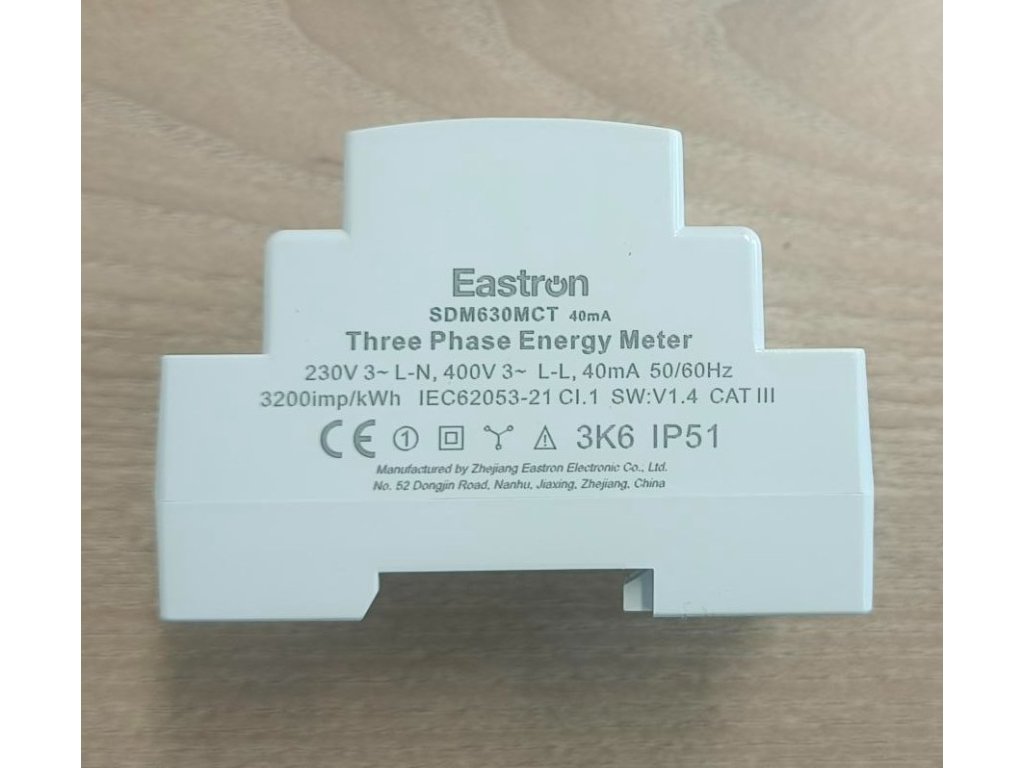 Eastron
SDM630MCT 40mA
Three Phase Energy Meter
230V 3~ L-N, 400V 3~ L-L, 40mA 50/60Hz
3200imp/kWh IEC62053-21 Cl.1 SW:V1.4 CAT III
CE 1 3K6 IP51
Manufactured by Zhejiang Eastron Electronic Co., Ltd.
No. 52 Dongjin Road, Nanhu, Jiaxing, Zhejiang, China